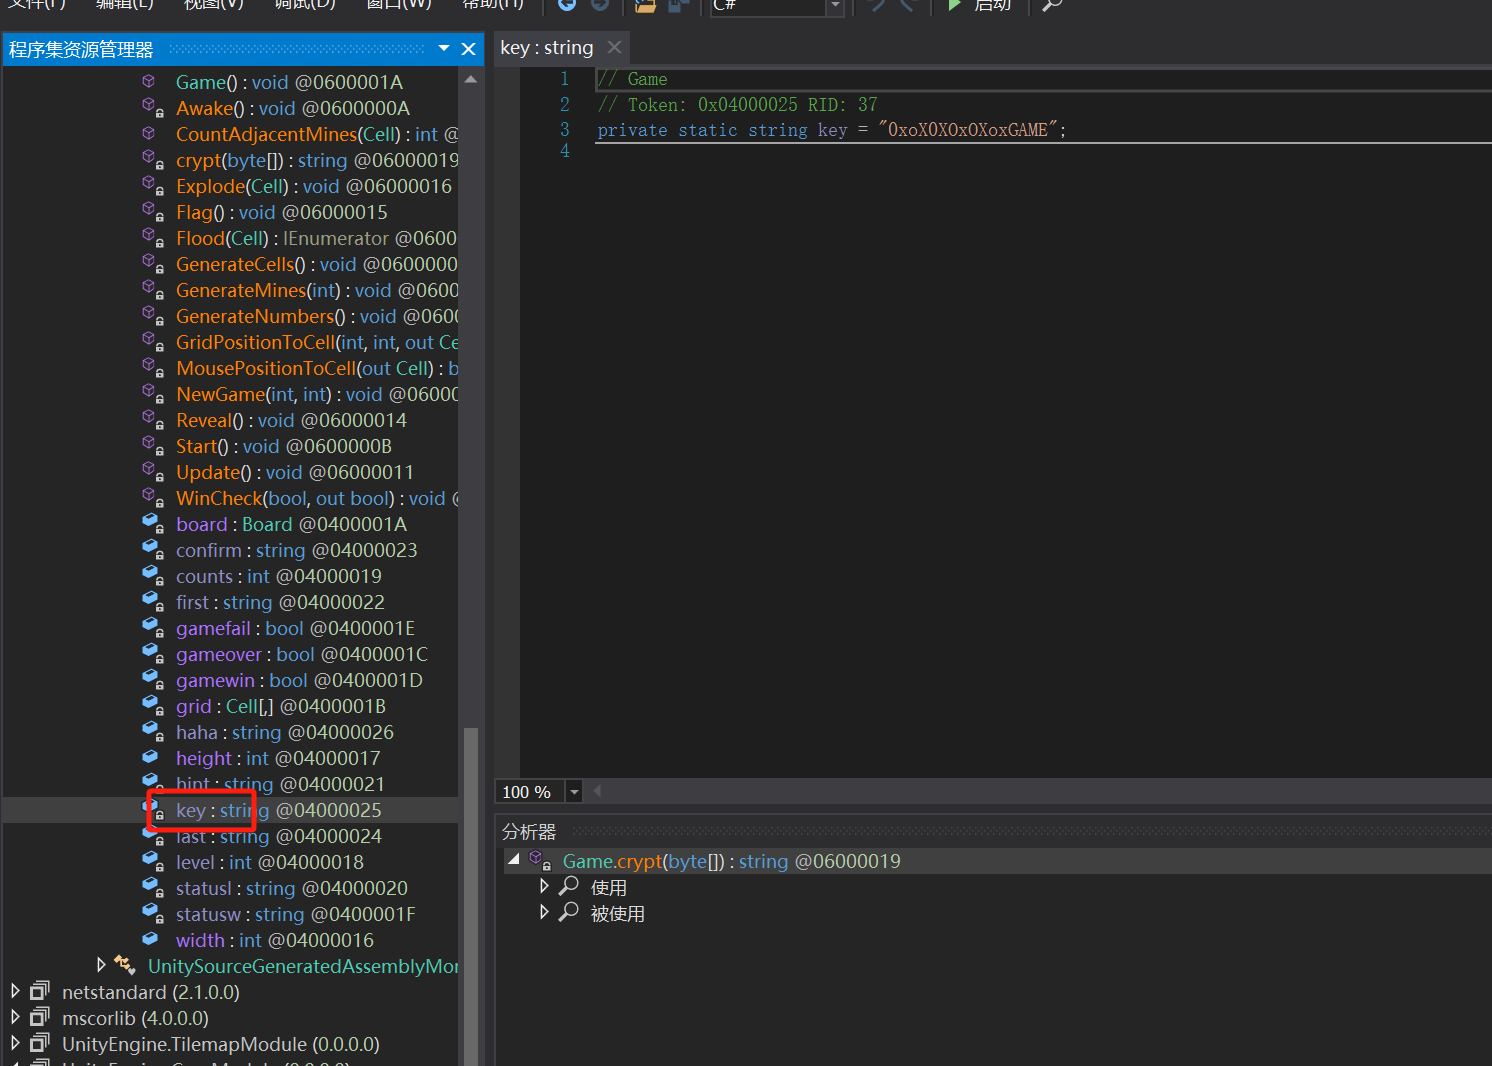 文件(F) 编辑(E) 视图(V) 调试(D) 窗口(W) 帮助(H) C# 启动
程序集资源管理器
Game() : void @0600001A
Awake() : void @0600000A
CountAdjacentMines(Cell) : int @
crypt(byte[]) : string @06000019
Explode(Cell) : void @06000016
Flag() : void @06000015
Flood(Cell) : IEnumerator @0600
GenerateCells() : void @0600000
GenerateMines(int) : void @0600
GenerateNumbers() : void @0600
GridPositionToCell(int, int, out Ce
MousePositionToCell(out Cell) : b
NewGame(int, int) : void @06000
Reveal() : void @06000014
Start() : void @0600000B
Update() : void @06000011
WinCheck(bool, out bool) : void @
board : Board @0400001A
confirm : string @04000023
counts : int @04000019
first : string @04000022
gamefail : bool @0400001E
gameover : bool @0400001C
gamewin : bool @0400001D
grid : Cell[,] @0400001B
haha : string @04000026
height : int @04000017
hint : string @04000021
key : string @04000025
last : string @04000024
level : int @04000018
statusl : string @04000020
statusw : string @0400001F
width : int @04000016
UnitySourceGeneratedAssemblyMor
netstandard (2.1.0.0)
mscorlib (4.0.0.0)
UnityEngine.TilemapModule (0.0.0.0)
key : string
1 // Game
2 // Token: 0x04000025 RID: 37
3 private static string key = "0xoX0XOxOXoxGAME";
4
100 %
分析器
Game.crypt(byte[]) : string @06000019
使用
被使用